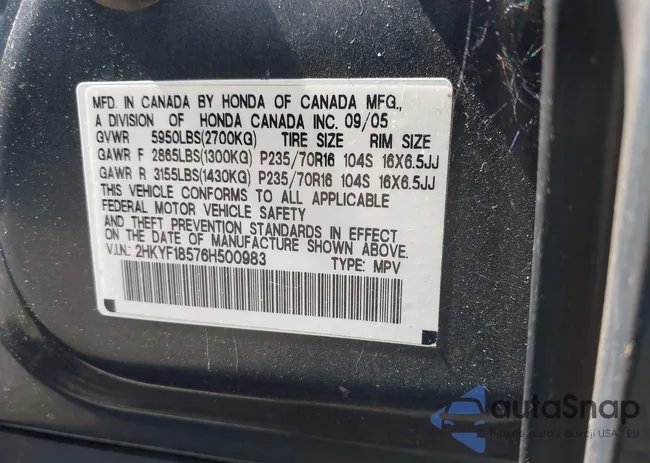 MFD. IN CANADA BY HONDA OF CANADA MFG.,
A DIVISION OF HONDA CANADA INC. 09/05
GVWR 5950LBS(2700KG) TIRE SIZE RIM SIZE
GAWR F 2865LBS(1300KG) P235/70R16 104S 16X6.5JJ
GAWR R 3155LBS(1430KG) P235/70R16 104S 16X6.5JJ
THIS VEHICLE CONFORMS TO ALL APPLICABLE
FEDERAL MOTOR VEHICLE SAFETY
AND THEFT PREVENTION STANDARDS IN EFFECT
ON THE DATE OF MANUFACTURE SHOWN ABOVE.
V.I.N.: 2HKYF18576H500983
TYPE: MPV
autoSnap
USA EU